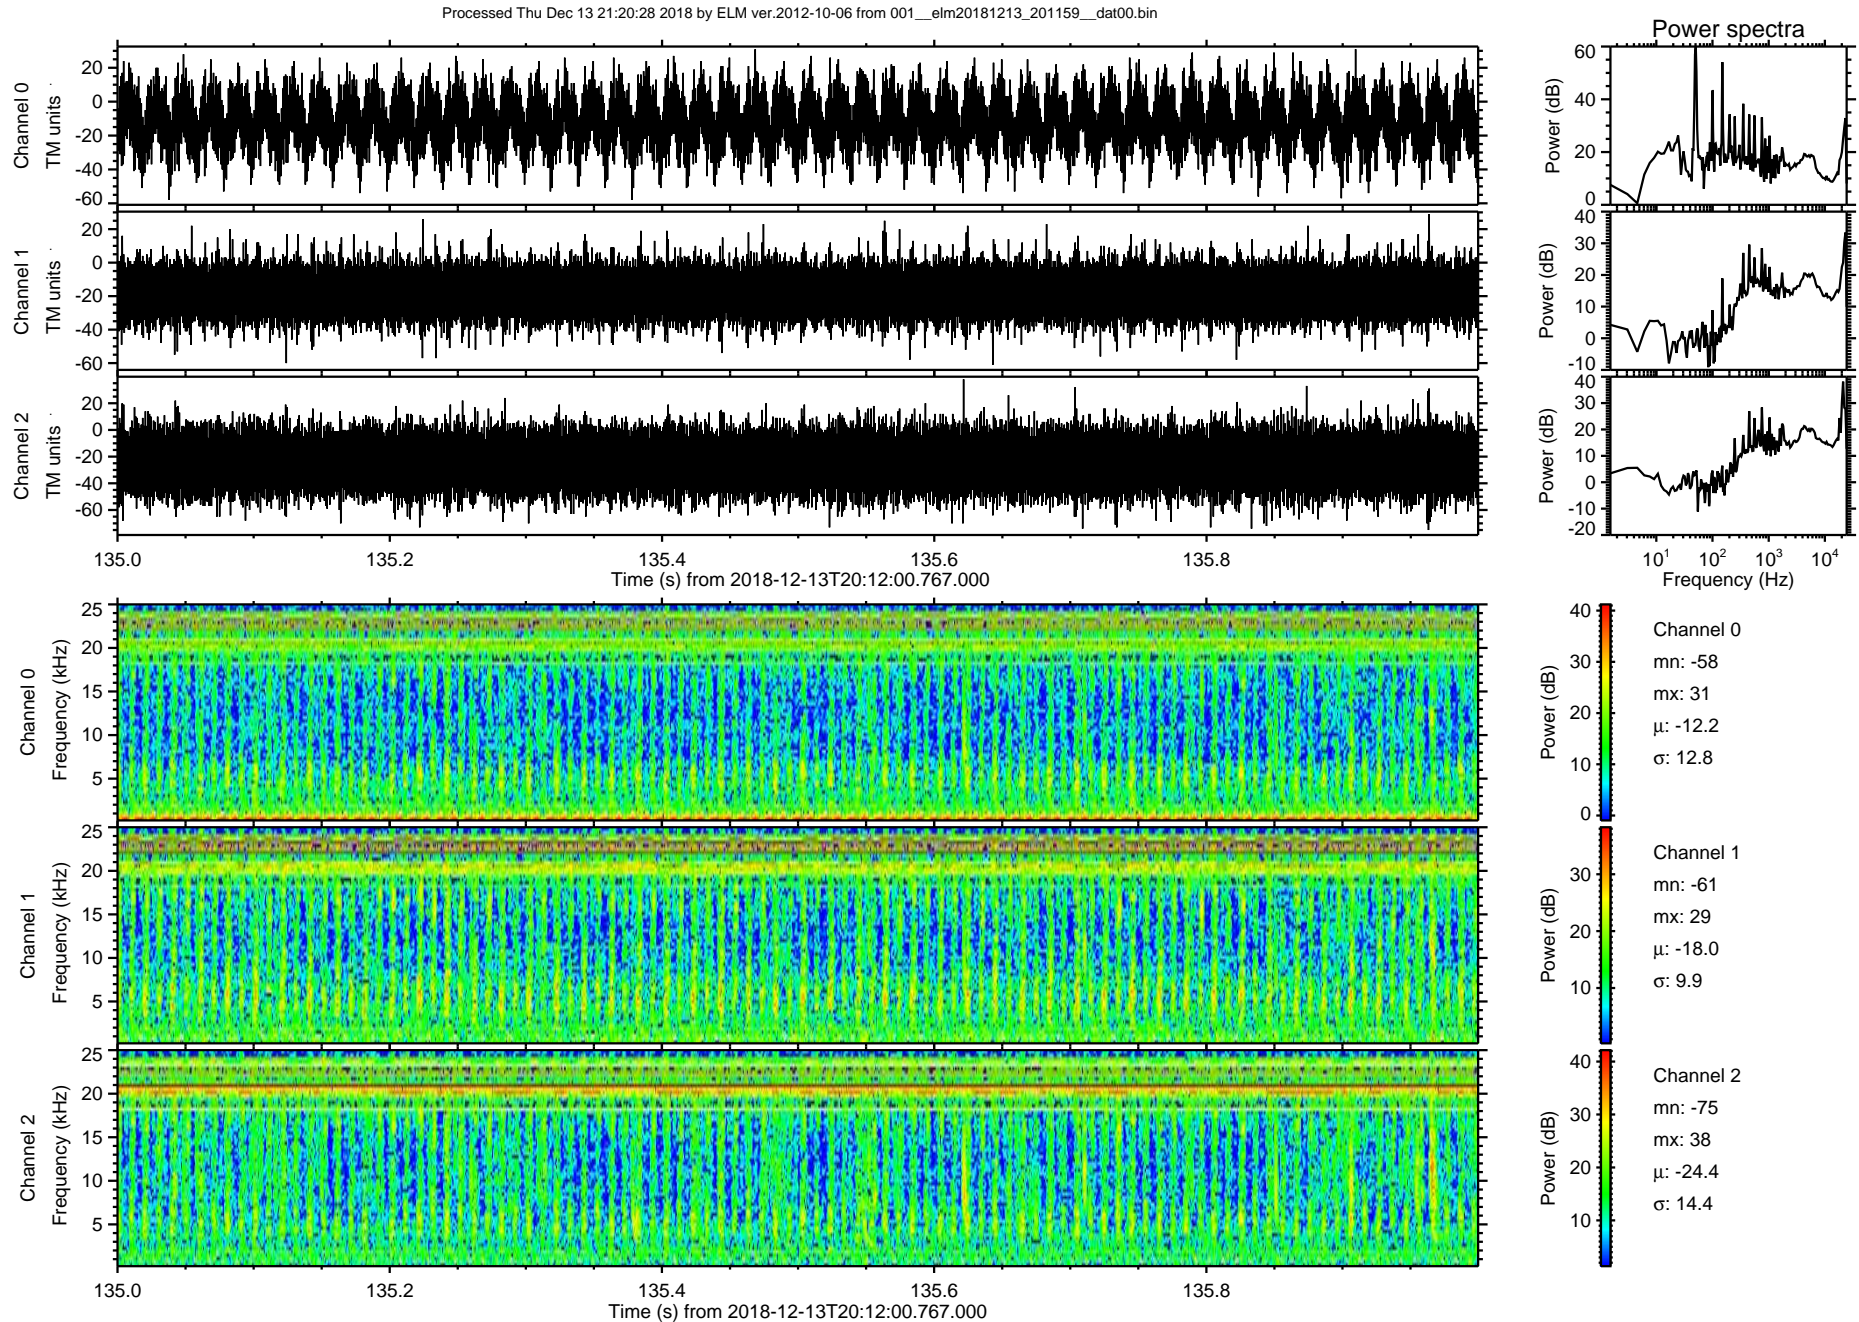 Processed Thu Dec 13 21:20:28 2018 by ELM ver.2012-10-06 from 001__elm20181213_201159__dat00.bin
Power spectra
Channel 0
TM units
20
0
-20
-40
-60
Power (dB)
60
40
20
0
Channel 1
TM units
20
0
-20
-40
-60
Power (dB)
40
30
20
10
0
-10
Channel 2
TM units
20
0
-20
-40
-60
Power (dB)
40
30
20
10
0
-10
-20
135.0 135.2 135.4 135.6 135.8
Time (s) from 2018-12-13T20:12:00.767.000
10¹ 10² 10³ 10⁴
Frequency (Hz)
Channel 0
Frequency (kHz)
25
20
15
10
5
Power (dB)
40
30
20
10
0
Channel 0
mn: -58
mx: 31
μ: -12.2
σ: 12.8
Channel 1
Frequency (kHz)
25
20
15
10
5
Power (dB)
30
20
10
Channel 1
mn: -61
mx: 29
μ: -18.0
σ: 9.9
Channel 2
Frequency (kHz)
25
20
15
10
5
Power (dB)
40
30
20
10
Channel 2
mn: -75
mx: 38
μ: -24.4
σ: 14.4
135.0 135.2 135.4 135.6 135.8
Time (s) from 2018-12-13T20:12:00.767.000